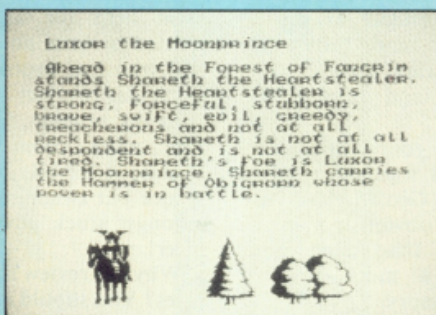 Luxor the Moonprince
Ahead in the Forest of Fangrim
stands Shareth the Heartstealer.
Shareth the Heartstealer is
strong, forceful, stubborn,
brave, swift, evil, greedy,
treacherous and not at all
reckless. Shareth is not at all
despondent and is not at all
tired. Shareth's foe is Luxor
the Moonprince. Shareth carries
the Hammer of Obigrorn whose
power is in battle.